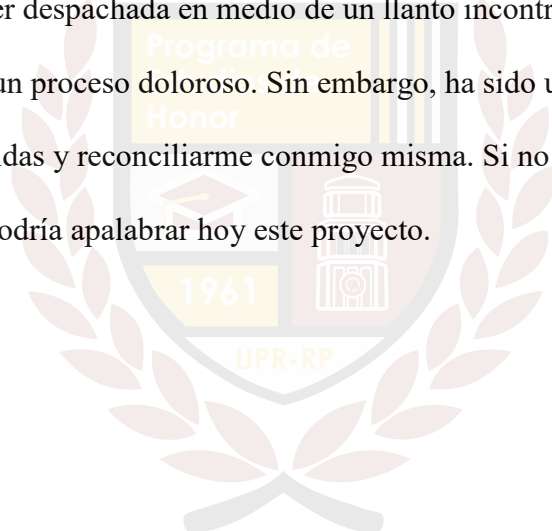 er despachada en medio de un llanto incontr
un proceso doloroso. Sin embargo, ha sido u
das y reconciliarme conmigo misma. Si no
odría apalabrar hoy este proyecto.
Programa de
Honor
1961
UPR-RP